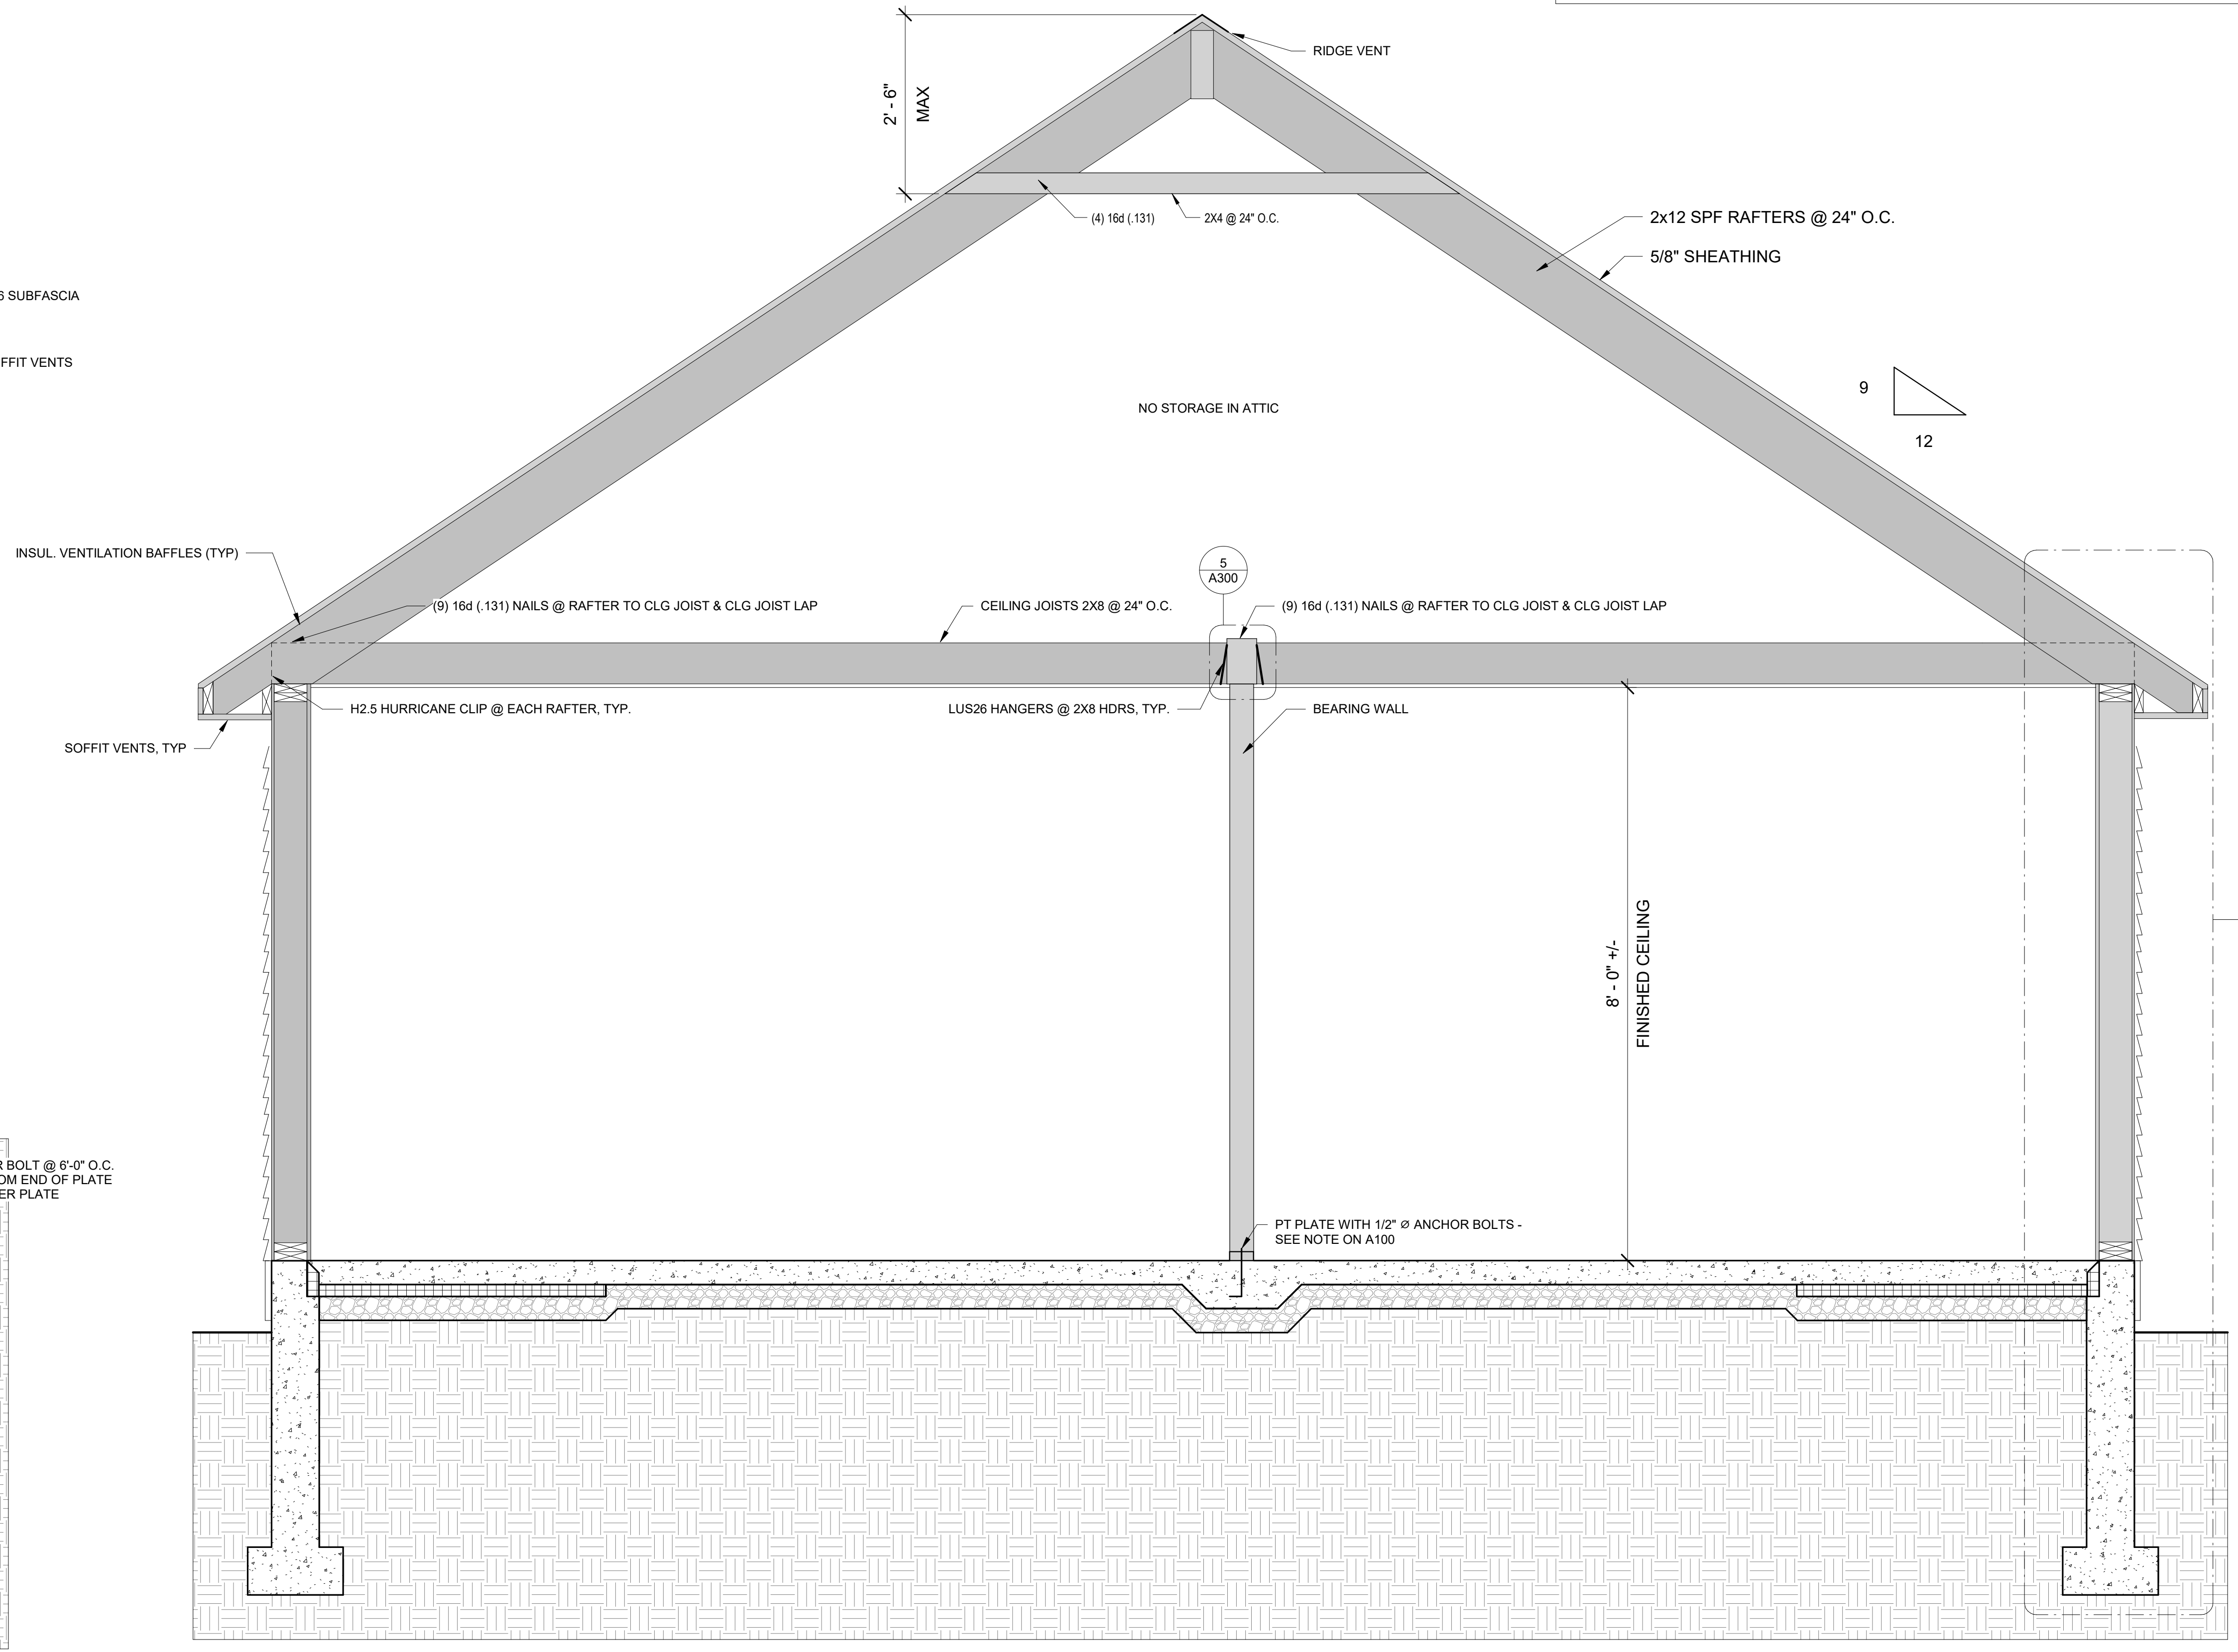 RIDGE VENT
2' - 6"
MAX
(4) 16d (.131)
2X4 @ 24" O.C.
2x12 SPF RAFTERS @ 24" O.C.
5/8" SHEATHING
6 SUBFASCIA
FFIT VENTS
9
12
NO STORAGE IN ATTIC
INSUL. VENTILATION BAFFLES (TYP)
5
A300
(9) 16d (.131) NAILS @ RAFTER TO CLG JOIST & CLG JOIST LAP
CEILING JOISTS 2X8 @ 24" O.C.
(9) 16d (.131) NAILS @ RAFTER TO CLG JOIST & CLG JOIST LAP
H2.5 HURRICANE CLIP @ EACH RAFTER, TYP.
LUS26 HANGERS @ 2X8 HDRS, TYP.
BEARING WALL
SOFFIT VENTS, TYP
8' - 0" +/-
FINISHED CEILING
R BOLT @ 6'-0" O.C.
OM END OF PLATE
ER PLATE
PT PLATE WITH 1/2" Ø ANCHOR BOLTS -
SEE NOTE ON A100